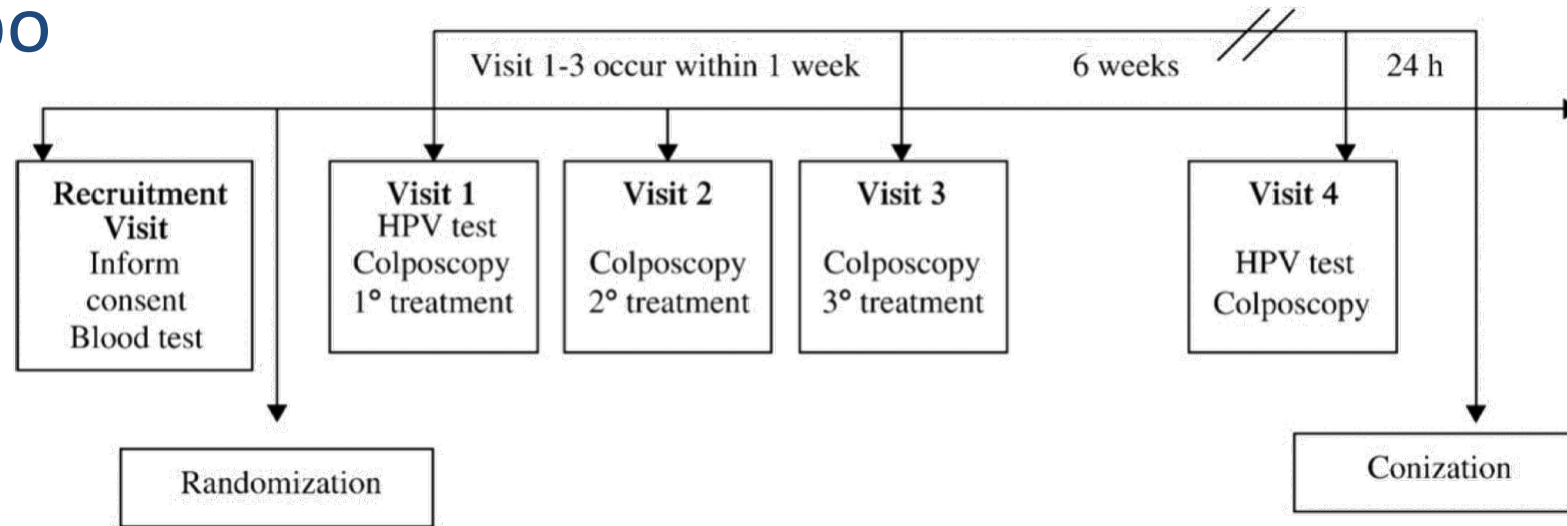 Visit 1-3 occur within 1 week
6 weeks
24 h
Recruitment
Visit
Inform
consent
Blood test
Visit 1
HPV test
Colposcopy
1° treatment
Visit 2
Colposcopy
2° treatment
Visit 3
Colposcopy
3° treatment
Visit 4
HPV test
Colposcopy
Randomization
Conization